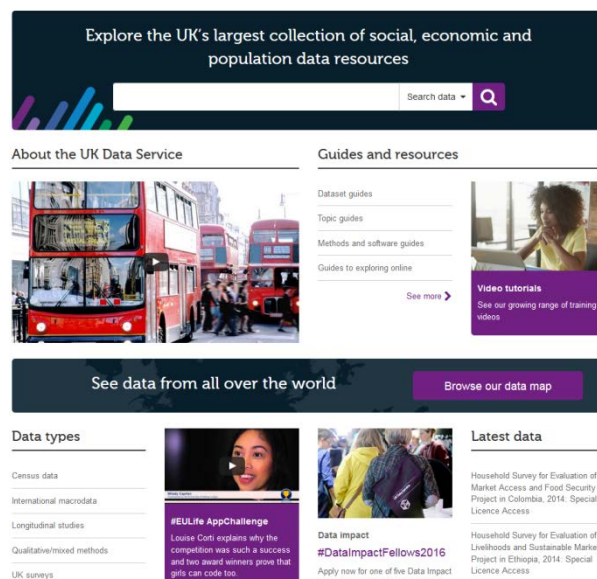 Explore the UK's largest collection of social, economic and
population data resources
Search data
About the UK Data Service
Guides and resources
Dataset guides
Topic guides
Methods and software guides
Guides to exploring online
See more
Video tutorials
See our growing range of training
videos
See data from all over the world
Browse our data map
Data types
Census data
International macrodata
Longitudinal studies
Qualitative/mixed methods
UK surveys
#EULife AppChallenge
Louise Corti explains why the
competition was such a success
and two award winners prove that
girls can code too.
Data impact
#DataImpactFellows2016
Apply now for one of five Data Impact
Latest data
Household Survey for Evaluation of
Market Access and Food Security
Project in Colombia, 2014: Special
Licence Access
Household Survey for Evaluation of
Livelihoods and Sustainable Marke
Project in Ethiopia, 2014: Special
Licence Access